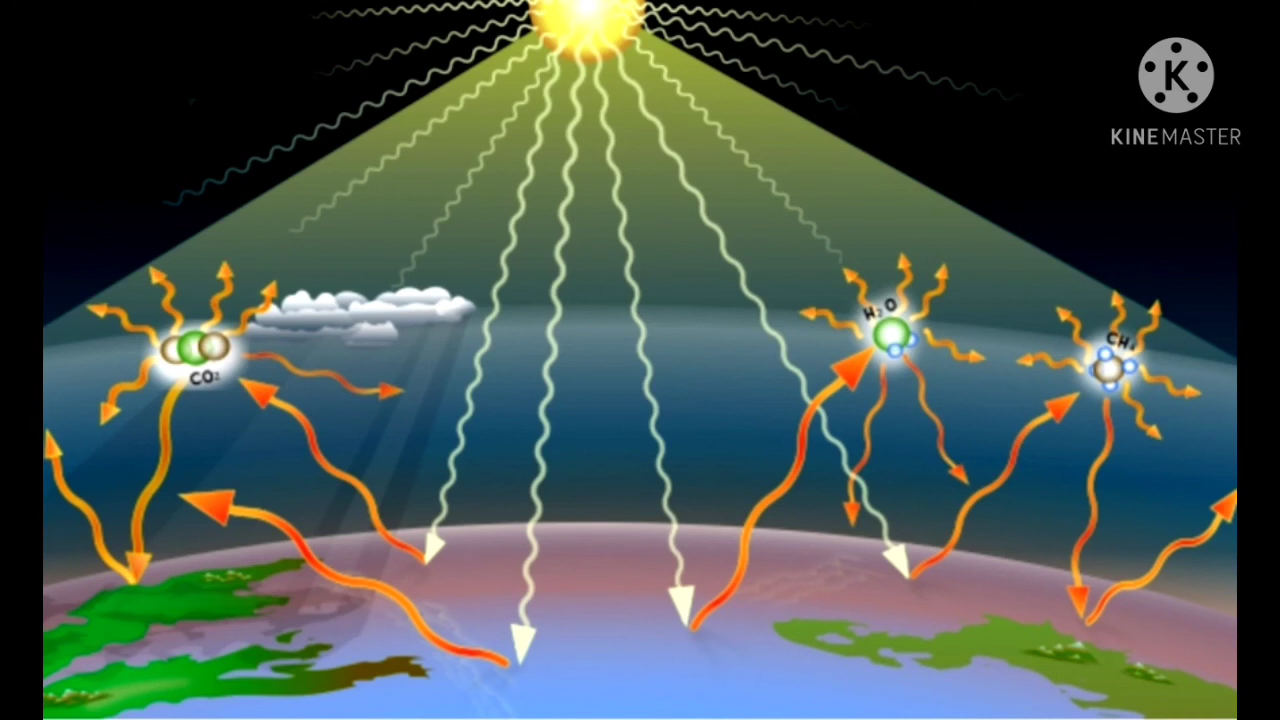 K
KINEMASTER
H₂O
CH₄
CO₂